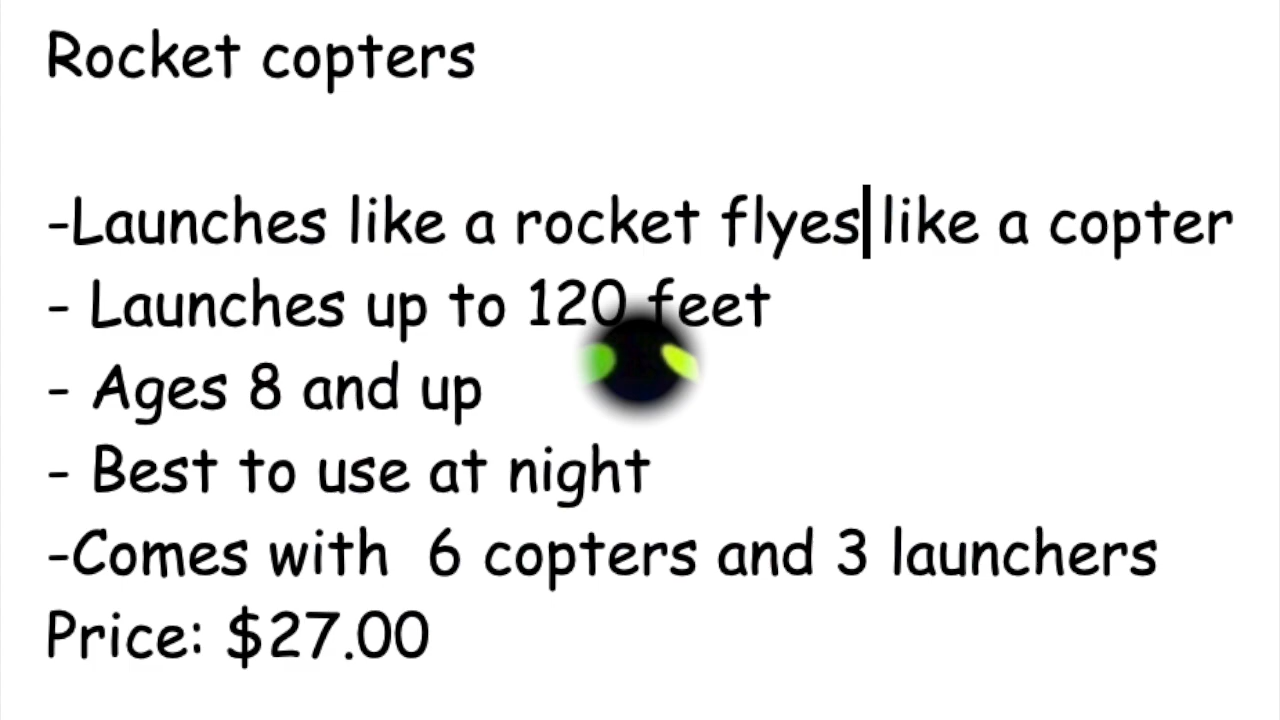 Rocket copters
-Launches like a rocket flyes like a copter
- Launches up to 120 feet
- Ages 8 and up
- Best to use at night
-Comes with  6 copters and 3 launchers
Price: $27.00